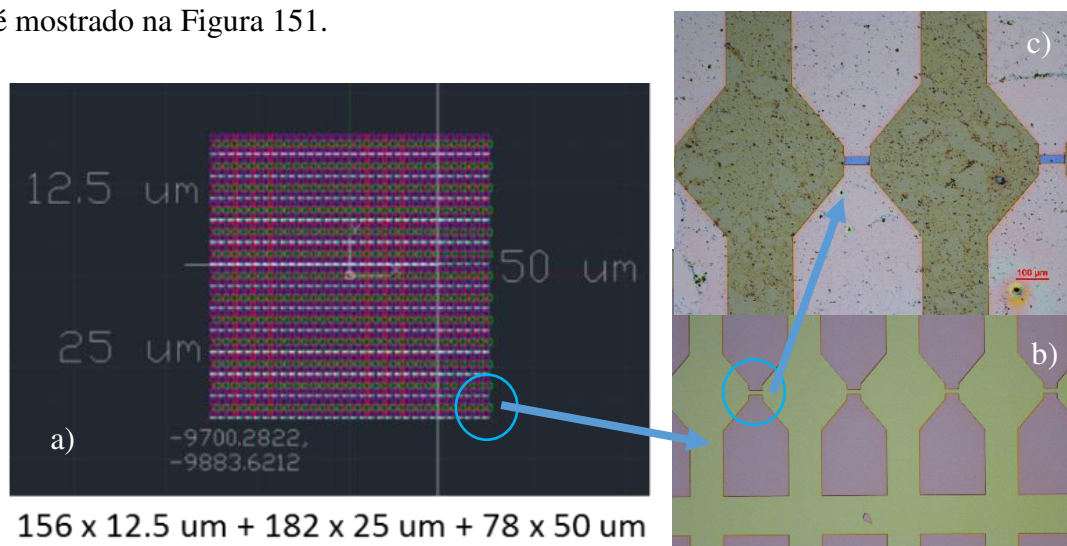 é mostrado na Figura 151.
c)
12.5 um
Y
X
50 um
25 um
100 µm
b)
a)
-9700.2822,
-9883.6212
156 x 12.5 um + 182 x 25 um + 78 x 50 um